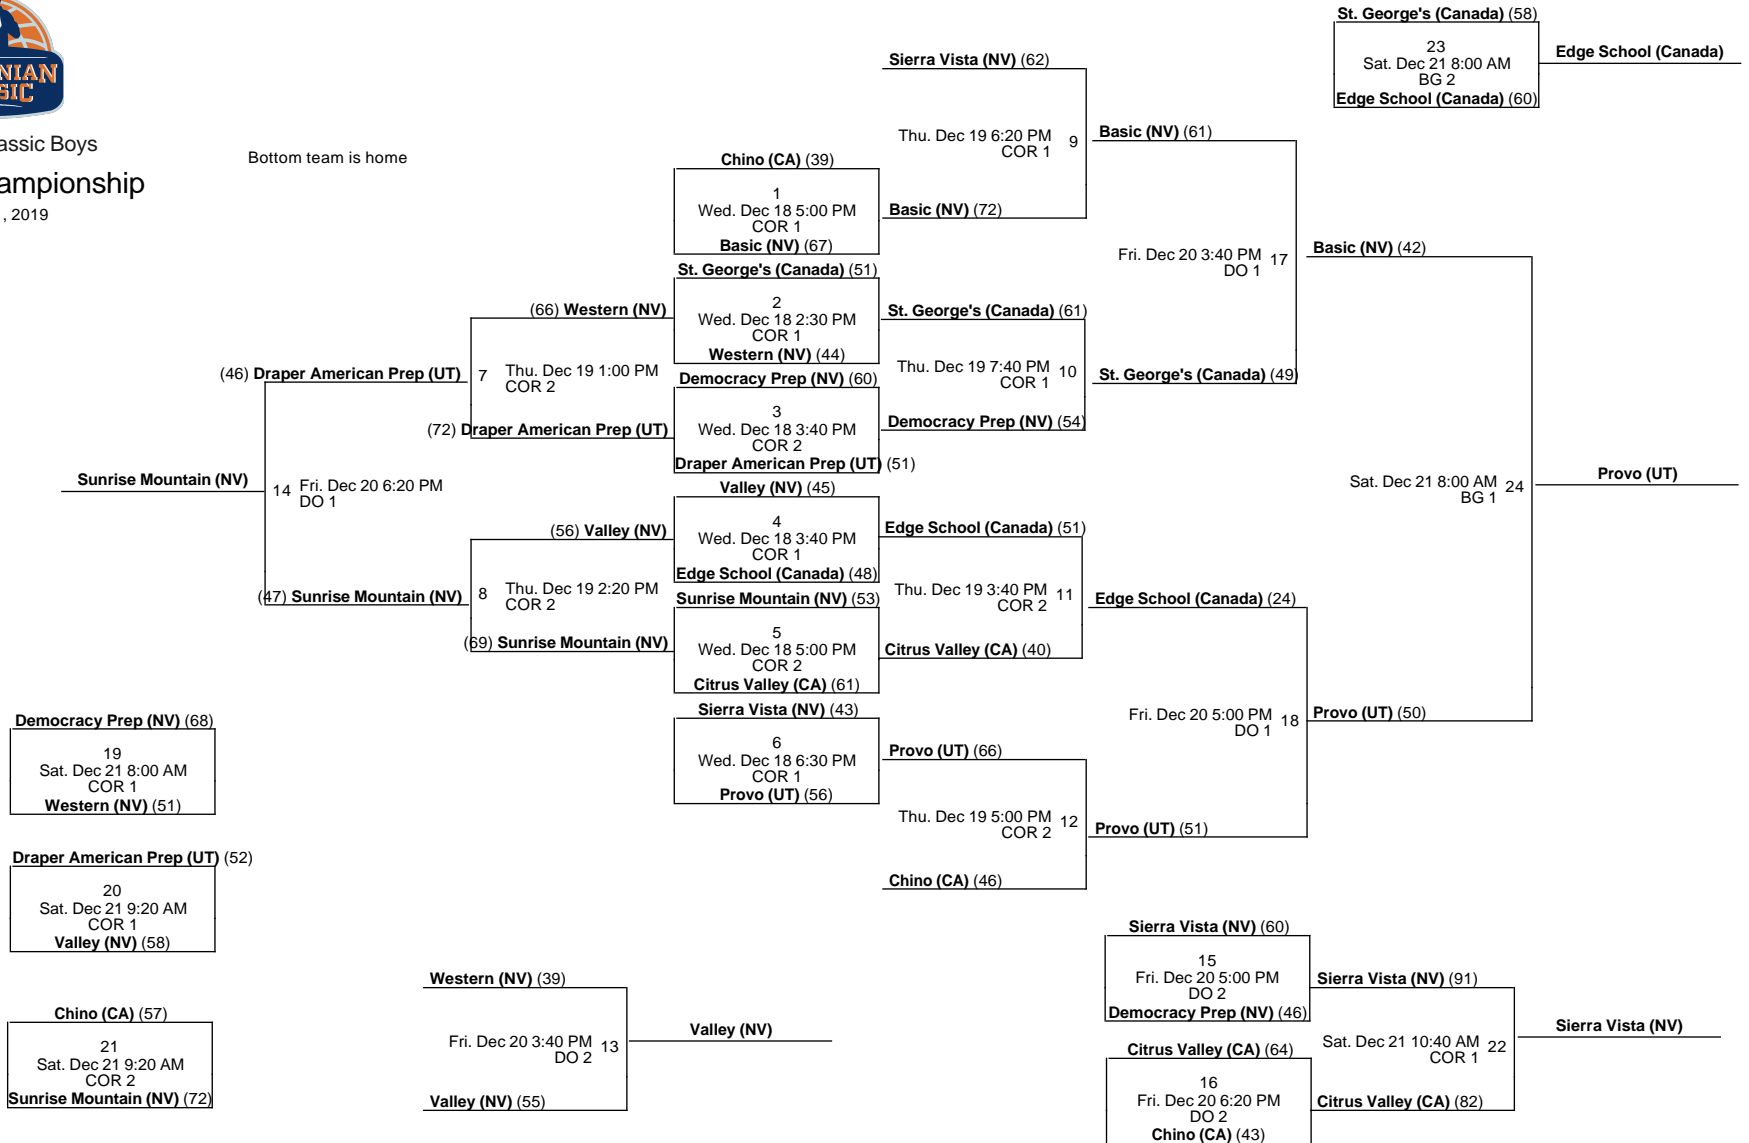 NIAN
SIC
assic Boys
ampionship
, 2019
Bottom team is home
St. George's (Canada) (58)
23
Sat. Dec 21 8:00 AM
BG 2
Edge School (Canada) (60)
Edge School (Canada)
Sierra Vista (NV) (62)
Thu. Dec 19 6:20 PM
COR 1
9
Basic (NV) (72)
Basic (NV) (61)
Chino (CA) (39)
1
Wed. Dec 18 5:00 PM
COR 1
Basic (NV) (67)
St. George's (Canada) (51)
2
Wed. Dec 18 2:30 PM
COR 1
Western (NV) (44)
Democracy Prep (NV) (60)
3
Wed. Dec 18 3:40 PM
COR 2
Draper American Prep (UT) (51)
Valley (NV) (45)
4
Wed. Dec 18 3:40 PM
COR 1
Edge School (Canada) (48)
Sunrise Mountain (NV) (53)
5
Wed. Dec 18 5:00 PM
COR 2
Citrus Valley (CA) (61)
Sierra Vista (NV) (43)
6
Wed. Dec 18 6:30 PM
COR 1
Provo (UT) (56)
(66) Western (NV)
7
Thu. Dec 19 1:00 PM
COR 2
(72) Draper American Prep (UT)
(46) Draper American Prep (UT)
Sunrise Mountain (NV)
14
Fri. Dec 20 6:20 PM
DO 1
(56) Valley (NV)
8
Thu. Dec 19 2:20 PM
COR 2
(69) Sunrise Mountain (NV)
(47) Sunrise Mountain (NV)
St. George's (Canada) (61)
Thu. Dec 19 7:40 PM
COR 1
10
Democracy Prep (NV) (54)
St. George's (Canada) (49)
Fri. Dec 20 3:40 PM
DO 1
17
Basic (NV) (42)
Edge School (Canada) (51)
Thu. Dec 19 3:40 PM
COR 2
11
Citrus Valley (CA) (40)
Edge School (Canada) (24)
Provo (UT) (66)
Thu. Dec 19 5:00 PM
COR 2
12
Chino (CA) (46)
Provo (UT) (51)
Fri. Dec 20 5:00 PM
DO 1
18
Provo (UT) (50)
Sat. Dec 21 8:00 AM
BG 1
24
Provo (UT)
Democracy Prep (NV) (68)
19
Sat. Dec 21 8:00 AM
COR 1
Western (NV) (51)
Draper American Prep (UT) (52)
20
Sat. Dec 21 9:20 AM
COR 1
Valley (NV) (58)
Chino (CA) (57)
21
Sat. Dec 21 9:20 AM
COR 2
Sunrise Mountain (NV) (72)
Western (NV) (39)
Fri. Dec 20 3:40 PM
DO 2
13
Valley (NV) (55)
Valley (NV)
Sierra Vista (NV) (60)
15
Fri. Dec 20 5:00 PM
DO 2
Democracy Prep (NV) (46)
Citrus Valley (CA) (64)
16
Fri. Dec 20 6:20 PM
DO 2
Chino (CA) (43)
Sierra Vista (NV) (91)
Sat. Dec 21 10:40 AM
COR 1
22
Citrus Valley (CA) (82)
Sierra Vista (NV)